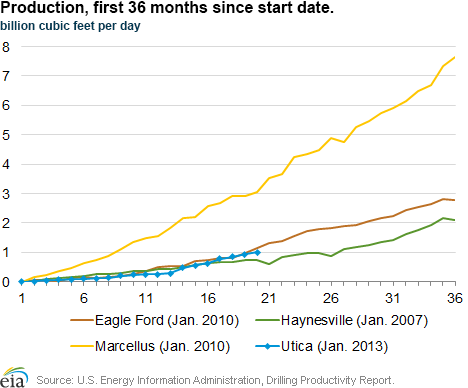 Production, first 36 months since start date.
billion cubic feet per day
8
7
6
5
4
3
2
1
0
1 6 11 16 21 26 31 36
Eagle Ford (Jan. 2010) Haynesville (Jan. 2007)
Marcellus (Jan. 2010) Utica (Jan. 2013)
eia Source: U.S. Energy Information Administration, Drilling Productivity Report.